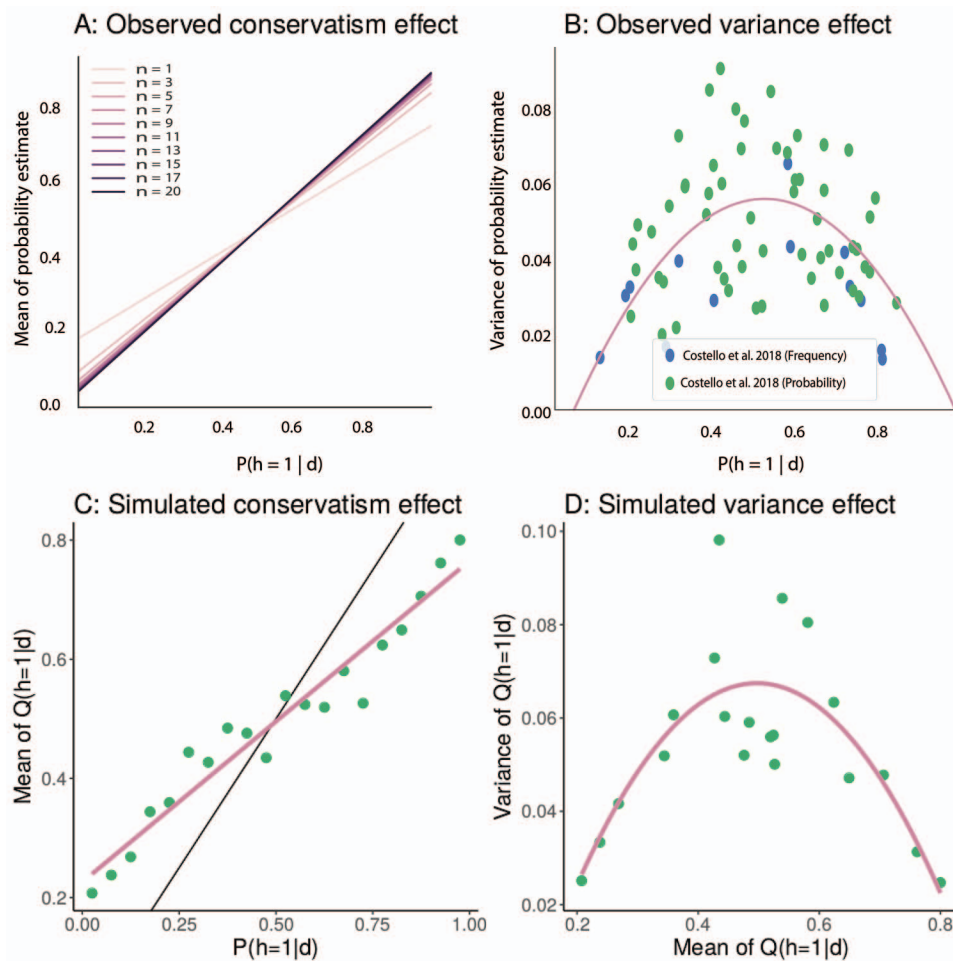 A: Observed conservatism effect
n = 1
n = 3
n = 5
n = 7
n = 9
n = 11
n = 13
n = 15
n = 17
n = 20
Mean of probability estimate
0.8
0.6
0.4
0.2
0.0
0.2
0.4
0.6
0.8
P(h = 1 | d)
B: Observed variance effect
Variance of probability estimate
0.08
0.06
0.04
0.02
0.00
Costello et al. 2018 (Frequency)
Costello et al. 2018 (Probability)
0.2
0.4
0.6
0.8
P(h = 1 | d)
C: Simulated conservatism effect
Mean of Q(h=1|d)
0.8
0.6
0.4
0.2
0.00
0.25
0.50
0.75
1.00
P(h=1|d)
D: Simulated variance effect
Variance of Q(h=1|d)
0.10
0.08
0.06
0.04
0.02
0.2
0.4
0.6
0.8
Mean of Q(h=1|d)